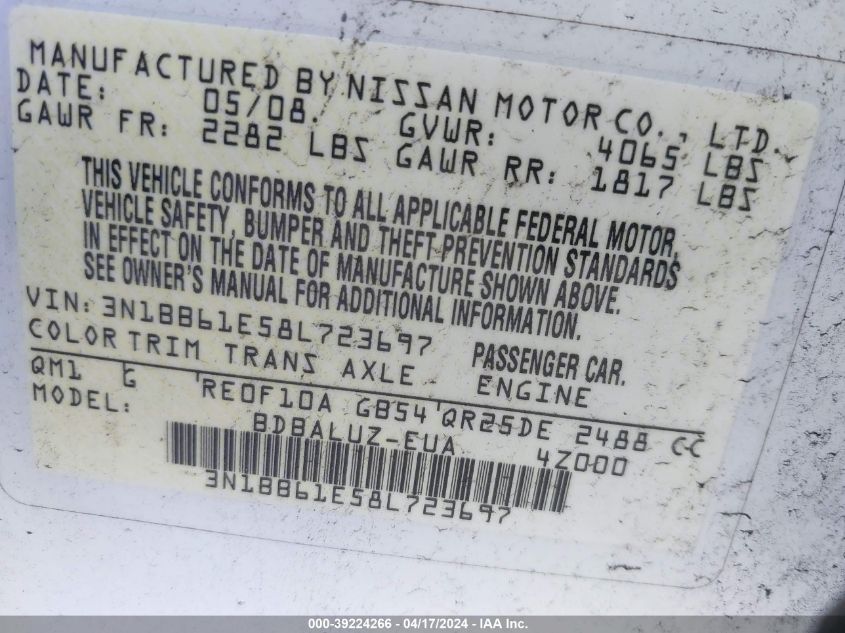 MANUFACTURED BY NISSAN MOTOR CO., LTD.
DATE: 05/08. GVWR: 4065 LBS
GAWR FR: 2282 LBS GAWR RR: 1817 LBS
THIS VEHICLE CONFORMS TO ALL APPLICABLE FEDERAL MOTOR
VEHICLE SAFETY, BUMPER AND THEFT PREVENTION STANDARDS
IN EFFECT ON THE DATE OF MANUFACTURE SHOWN ABOVE.
SEE OWNER'S MANUAL FOR ADDITIONAL INFORMATION.
VIN: 3N1BB61E58L723697 PASSENGER CAR.
COLOR TRIM TRANS AXLE ENGINE
QM1 G RE0F10A GB54 QR25DE 2488 CC
MODEL: BDBALUZ-EUA 4Z000
3N1BB61E58L723697
000-39224266 - 04/17/2024 - IAA Inc.